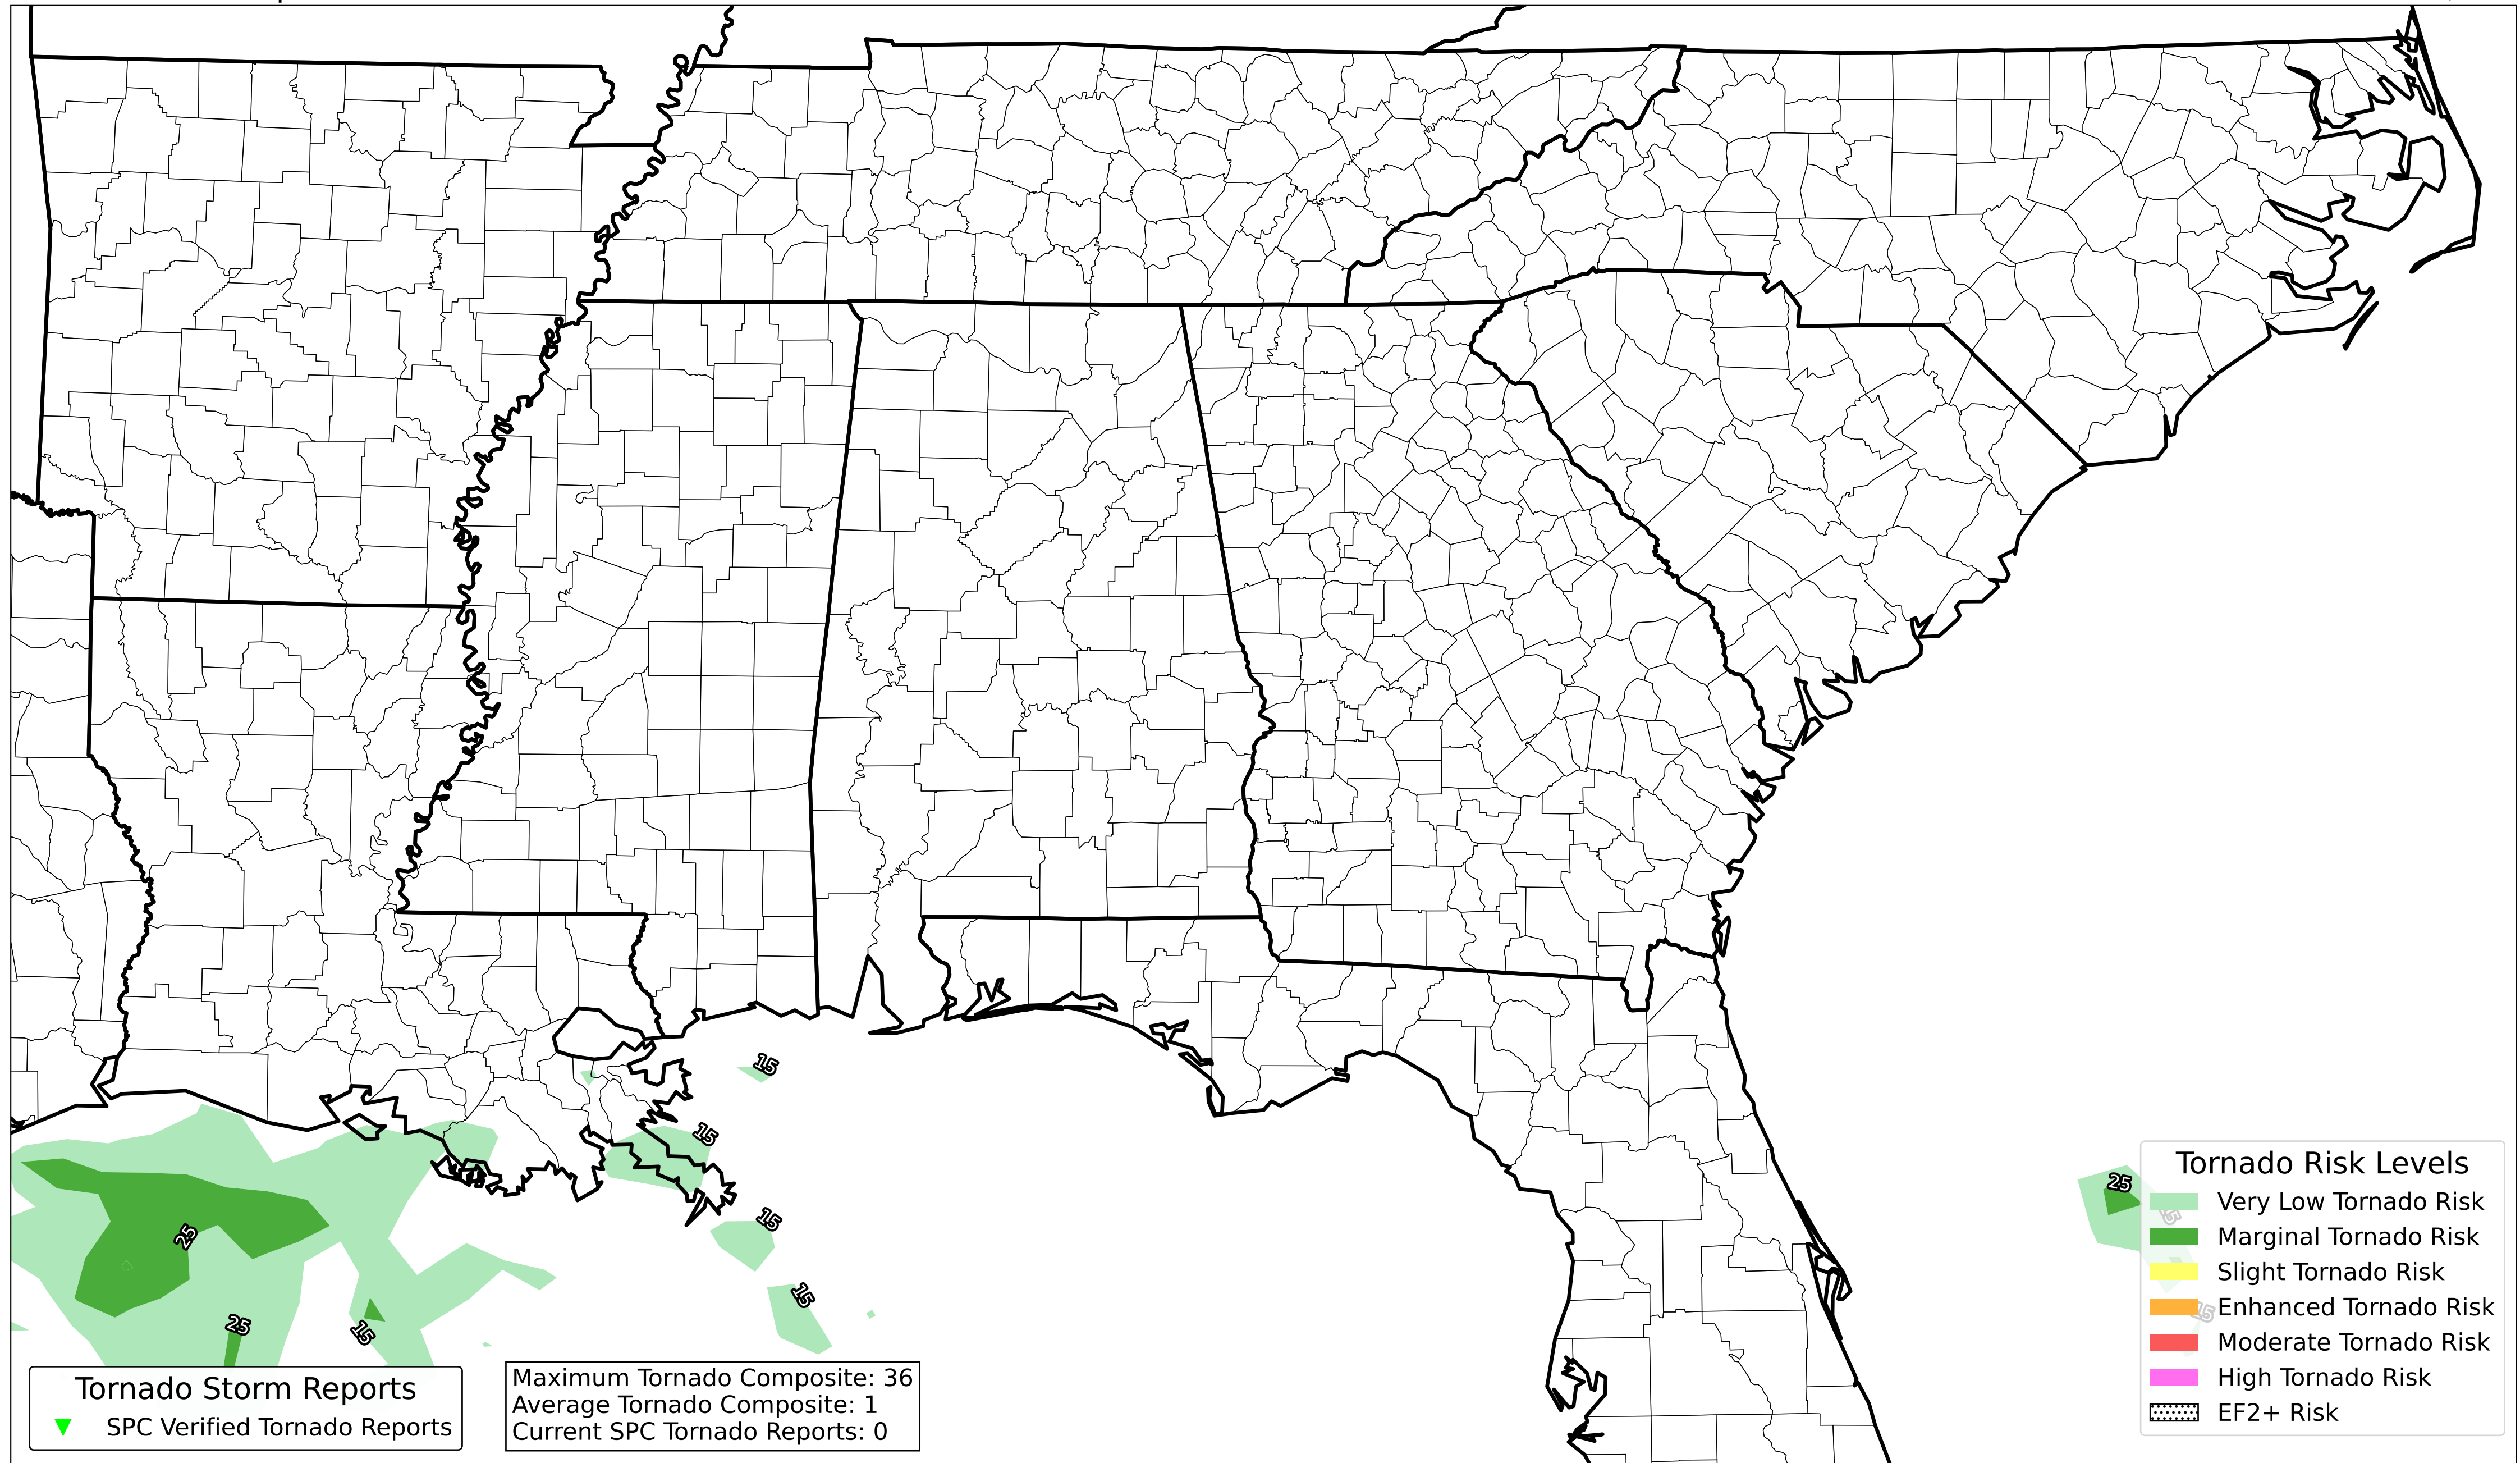 15
15
15
25
25
15
15
25
15
15
Tornado Risk Levels
Very Low Tornado Risk
Marginal Tornado Risk
Slight Tornado Risk
Enhanced Tornado Risk
Moderate Tornado Risk
High Tornado Risk
EF2+ Risk
Tornado Storm Reports
SPC Verified Tornado Reports
Maximum Tornado Composite: 36
Average Tornado Composite: 1
Current SPC Tornado Reports: 0